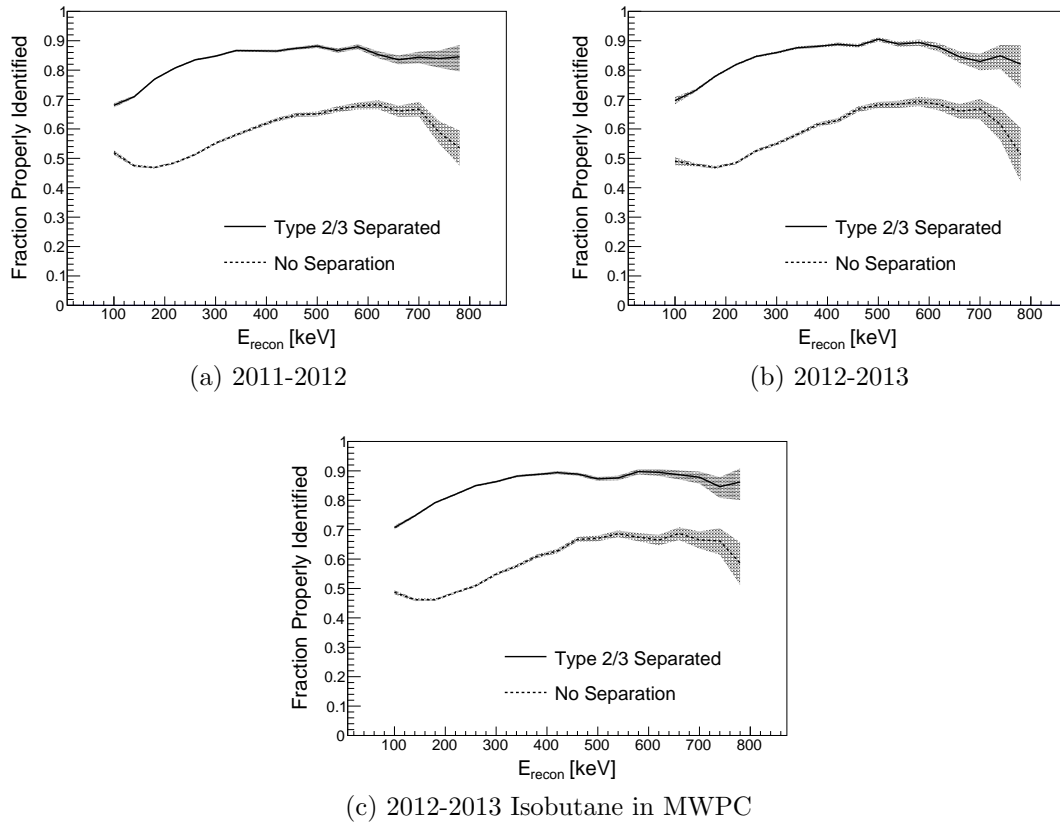 Fraction Properly Identified
1
0.9
0.8
0.7
0.6
0.5
0.4
0.3
0.2
0.1
0
Type 2/3 Separated
No Separation
100 200 300 400 500 600 700 800
E_recon [keV]
(a) 2011-2012
Fraction Properly Identified
1
0.9
0.8
0.7
0.6
0.5
0.4
0.3
0.2
0.1
0
Type 2/3 Separated
No Separation
100 200 300 400 500 600 700 800
E_recon [keV]
(b) 2012-2013
Fraction Properly Identified
1
0.9
0.8
0.7
0.6
0.5
0.4
0.3
0.2
0.1
0
Type 2/3 Separated
No Separation
100 200 300 400 500 600 700 800
E_recon [keV]
(c) 2012-2013 Isobutane in MWPC